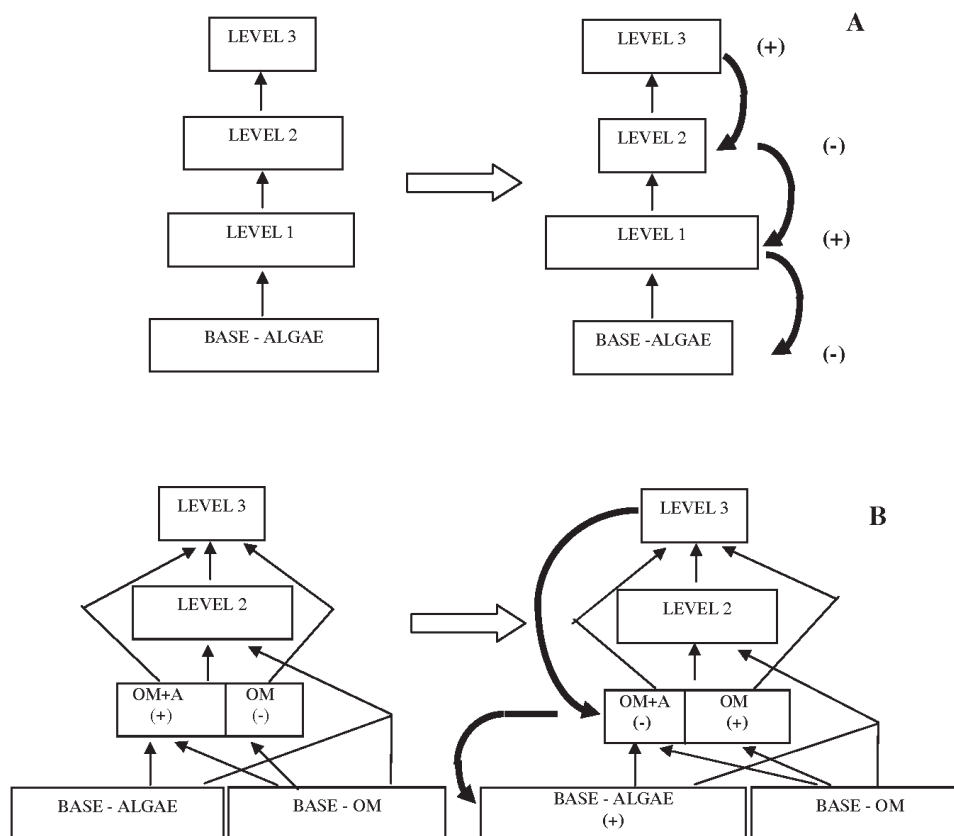 A
LEVEL 3
LEVEL 2
LEVEL 1
BASE - ALGAE
LEVEL 3
(+)
LEVEL 2
(-)
LEVEL 1
(+)
BASE -ALGAE
(-)
B
LEVEL 3
LEVEL 2
OM+A
(+)
OM
(-)
BASE - ALGAE
BASE - OM
LEVEL 3
LEVEL 2
OM+A
(-)
OM
(+)
BASE - ALGAE
(+)
BASE - OM